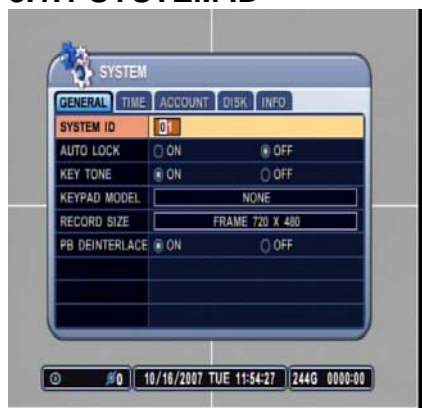 SYSTEM
GENERAL TIME ACCOUNT DISK INFO
SYSTEM ID 01
AUTO LOCK ON OFF
KEY TONE ON OFF
KEYPAD MODEL NONE
RECORD SIZE FRAME 720 X 480
PB DEINTERLACE ON OFF
0 10/16/2007 TUE 11:54:27 244G 0000:00